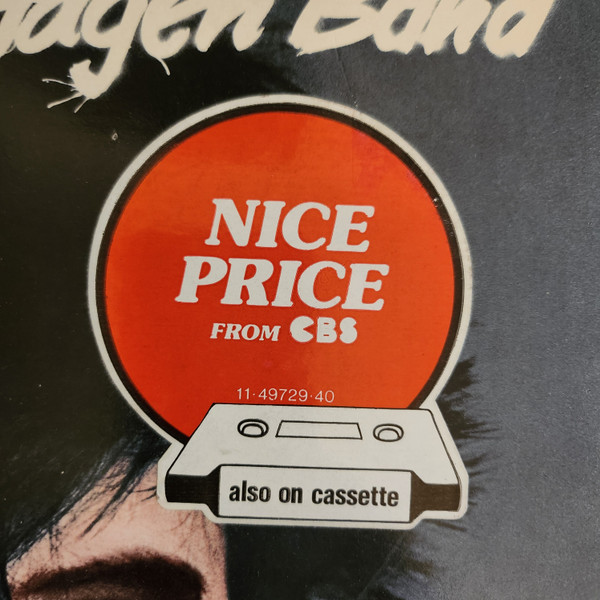 agen Band
NICE
PRICE
FROM CBS
11·49729·40
also on cassette